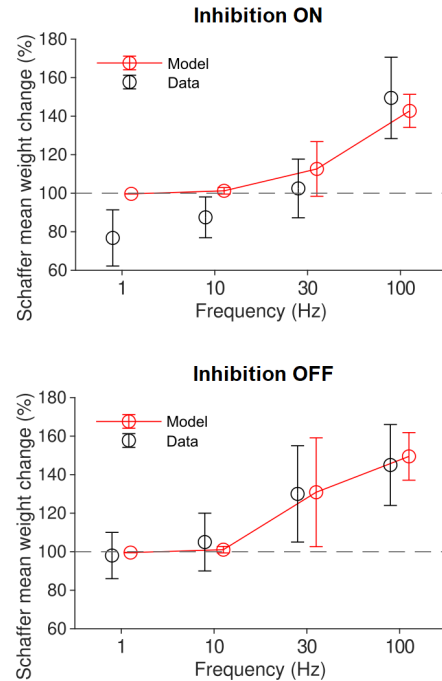 Inhibition ON
Schaffer mean weight change (%)
180
160
140
120
100
80
60
Model
Data
1 10 30 100
Frequency (Hz)
Inhibition OFF
Schaffer mean weight change (%)
180
160
140
120
100
80
60
Model
Data
1 10 30 100
Frequency (Hz)